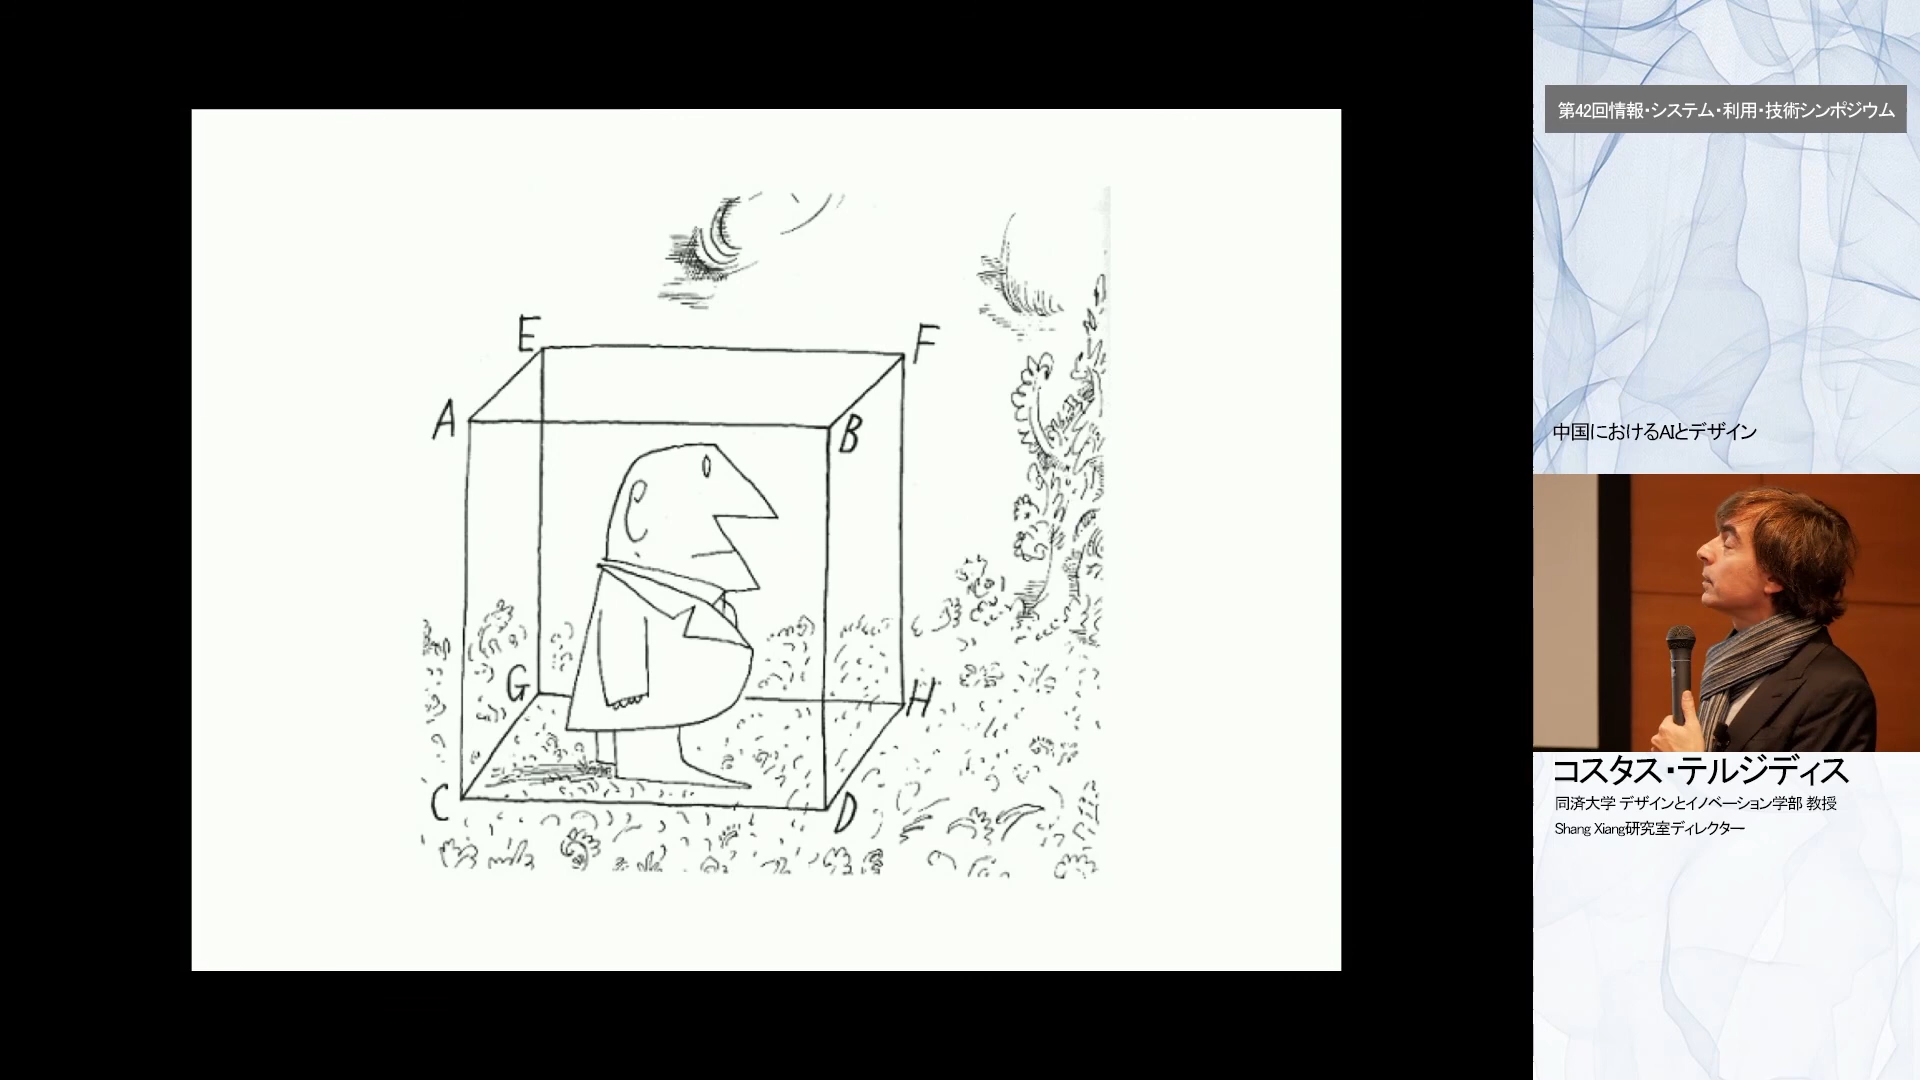 E
F
A
B
G
H
C
D
第42回情報・システム・利用・技術シンポジウム
中国におけるAIとデザイン
コスタス・テルジディス
同済大学 デザインとイノベーション学部 教授
Shang Xiang研究室ディレクター